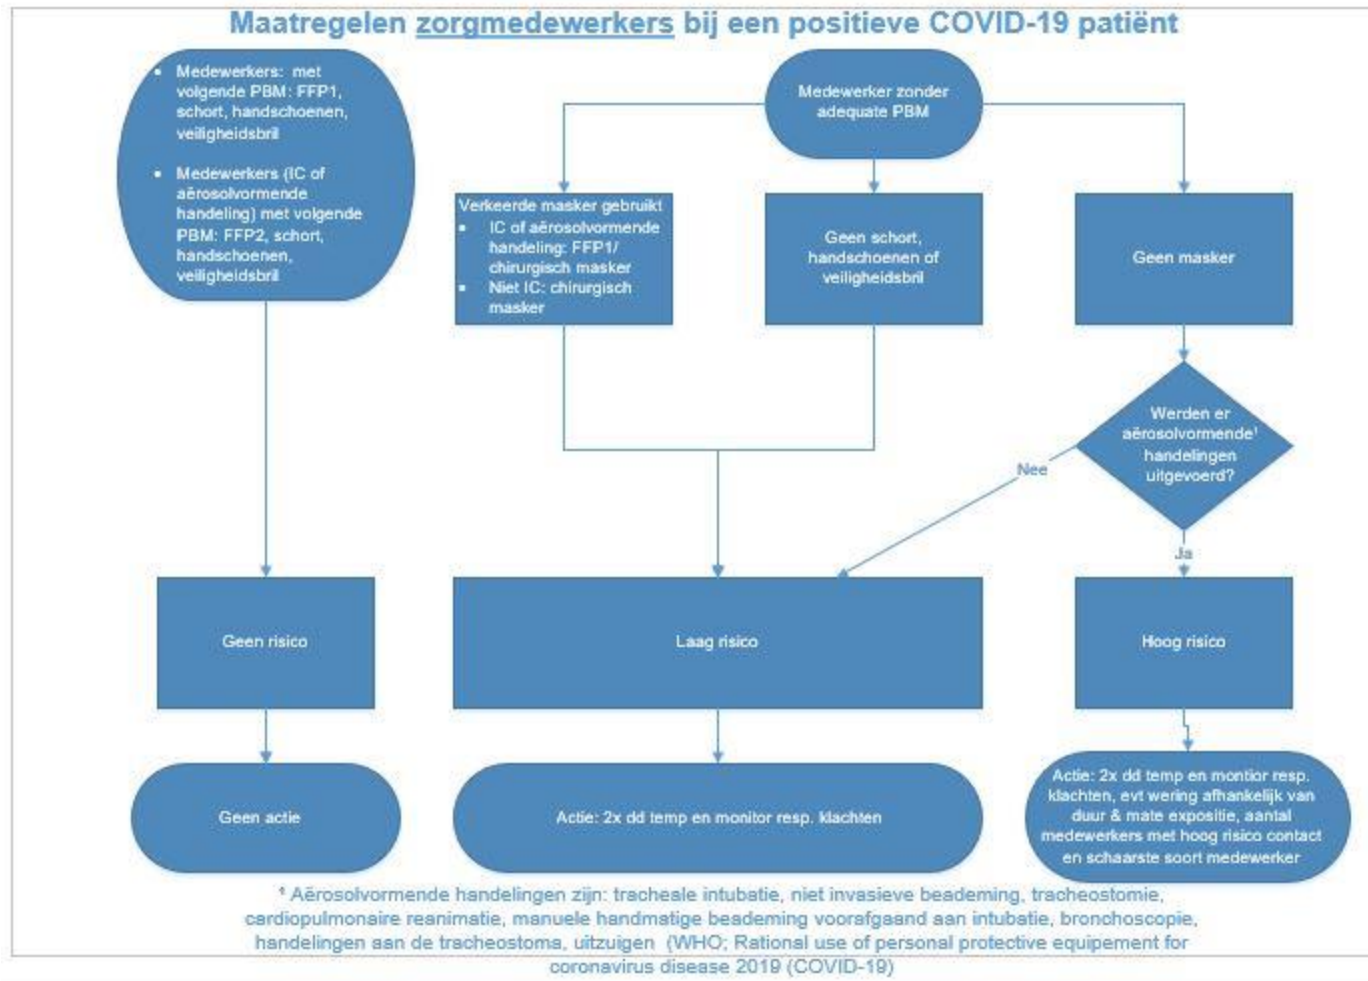 Maatregelen zorgmedewerkers bij een positieve COVID-19 patiënt
• Medewerkers: met
volgende PBM: FFP1,
schort, handschoenen,
veiligheidsbril
• Medewerkers (IC of
aërosolvormende
handeling) met volgende
PBM: FFP2, schort,
handschoenen,
veiligheidsbril
Medewerker zonder
adequate PBM
Verkeerde masker gebruikt
• IC of aërosolvormende
handeling: FFP1/
chirurgisch masker
• Niet IC: chirurgisch
masker
Geen schort,
handschoenen of
veiligheidsbril
Geen masker
Werden er
aërosolvormende¹
handelingen
uitgevoerd?
Nee
Ja
Geen risico
Laag risico
Hoog risico
Geen actie
Actie: 2x dd temp en monitor resp. klachten
Actie: 2x dd temp en montior resp.
klachten, evt wering afhankelijk van
duur & mate expositie, aantal
medewerkers met hoog risico contact
en schaarste soort medewerker
¹ Aërosolvormende handelingen zijn: tracheale intubatie, niet invasieve beademing, tracheostomie,
cardiopulmonaire reanimatie, manuele handmatige beademing voorafgaand aan intubatie, bronchoscopie,
handelingen aan de tracheostoma, uitzuigen (WHO; Rational use of personal protective equipement for
coronavirus disease 2019 (COVID-19)